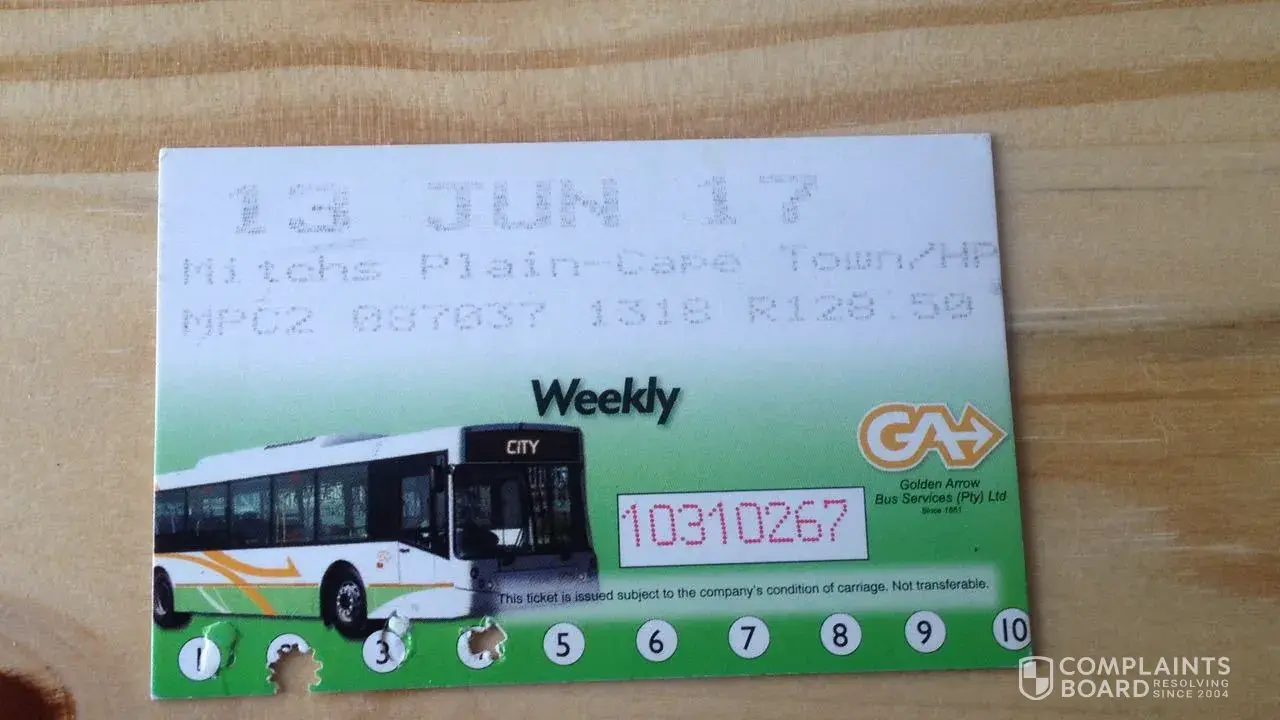 13 JUN 17
Mitchs Plain-Cape Town/HP
MPC2 087037 1318 R128.50
Weekly
CITY
GA
Golden Arrow
Bus Services (Pty) Ltd
Since 1861
10310267
This ticket is issued subject to the company's condition of carriage. Not transferable.
1 3 5 6 7 8 9 10
COMPLAINTS
BOARD RESOLVING
SINCE 2004